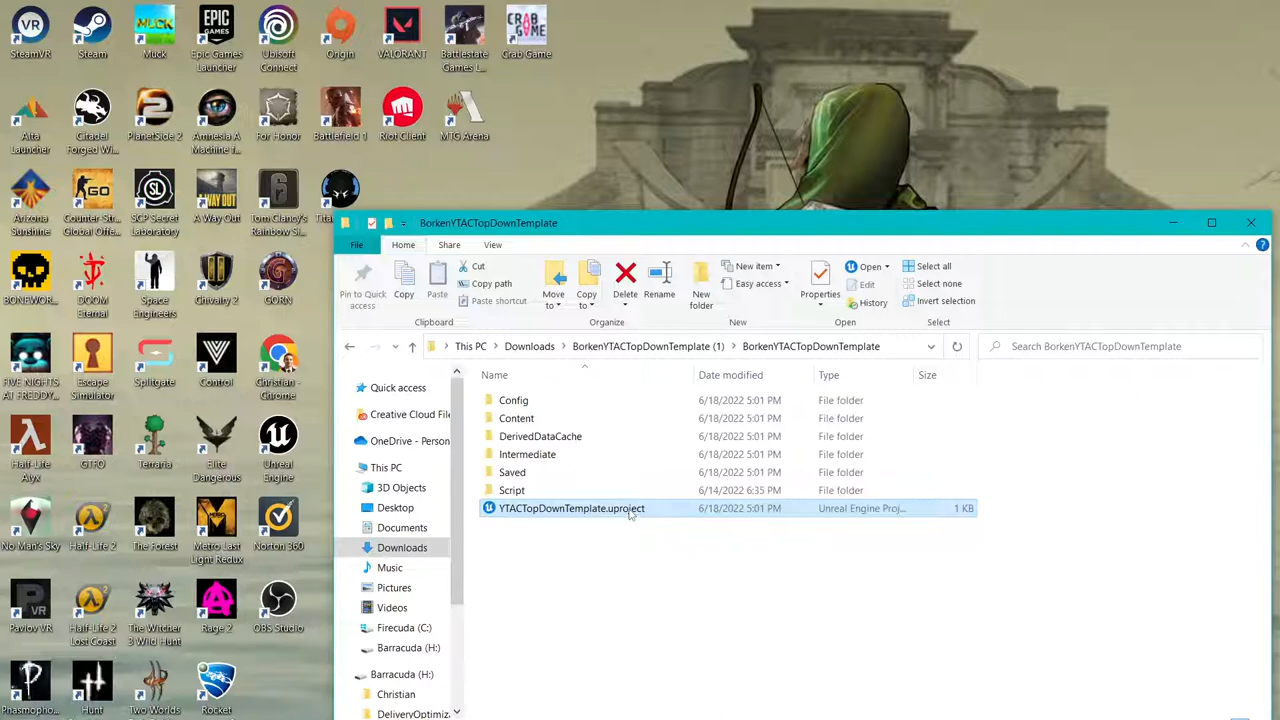 SteamVR
Steam
Muck
Epic Games
Launcher
Ubisoft
Connect
Origin
VALORANT
Battlestate
Games L...
Crab Game
Alta
Launcher
Citadel
Forged Wi...
PlanetSide 2
Amnesia A
Machine f...
For Honor
Battlefield 1
Riot Client
MTG Arena
Arizona
Sunshine
Counter-Str...
Global Offe...
SCP Secret
Laboratory
A Way Out
Tom Clancy's
Rainbow Si...
BONEWOR...
DOOM
Eternal
Space
Engineers
Chivalry 2
GORN
FIVE NIGHTS
AT FREDDY...
Escape
Simulator
Splitgate
Control
Christian -
Chrome
Half-Life
Alyx
GTFO
Terraria
Elite
Dangerous
Unreal
Engine
No Man's Sky
Half-Life 2
The Forest
Metro Last
Light Redux
Norton 360
Pavlov VR
Half-Life 2
Lost Coast
The Witcher
3 Wild Hunt
Rage 2
OBS Studio
Phasmopho...
Hunt
Two Worlds
Rocket
BorkenYTACTopDownTemplate
File
Home
Share
View
Pin to Quick
access
Copy
Paste
Cut
Copy path
Paste shortcut
Clipboard
Move
to
Copy
to
Delete
Rename
Organize
New
folder
New item
Easy access
New
Properties
Open
Edit
History
Open
Select all
Select none
Invert selection
Select
This PC > Downloads > BorkenYTACTopDownTemplate (1) > BorkenYTACTopDownTemplate
Search BorkenYTACTopDownTemplate
Quick access
Creative Cloud File
OneDrive - Person
This PC
3D Objects
Desktop
Documents
Downloads
Music
Pictures
Videos
Firecuda (C:)
Barracuda (H:)
Barracuda (H:)
Christian
DeliveryOptimiz
Name Date modified Type Size
Config 6/18/2022 5:01 PM File folder
Content 6/18/2022 5:01 PM File folder
DerivedDataCache 6/18/2022 5:01 PM File folder
Intermediate 6/18/2022 5:01 PM File folder
Saved 6/18/2022 5:01 PM File folder
Script 6/14/2022 6:35 PM File folder
YTACTopDownTemplate.uproject 6/18/2022 5:01 PM Unreal Engine Proj... 1 KB